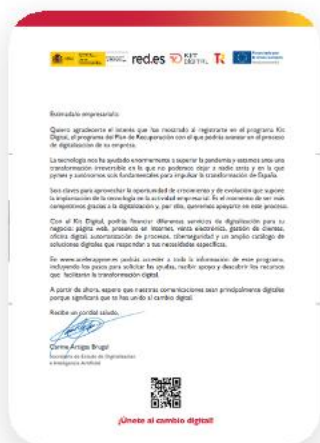 red.es
KIT
DIGITAL
Estimado/a empresario/a:
Quiero agradecerte el interés que has mostrado al registrarte en el programa Kit
Digital, el programa del Plan de Recuperación con el que podrás avanzar en el proceso
de digitalización de tu empresa.
La tecnología nos ha ayudado enormemente a superar la pandemia y estamos ante una
transformación irreversible en la que no podemos dejar a nadie atrás y en la que
pymes y autónomos sois fundamentales para impulsar la transformación de España.
Sois claves para aprovechar la oportunidad de crecimiento y de evolución que supone
la implantación de la tecnología en la actividad empresarial. Es el momento de ser más
competitivos gracias a la digitalización y, por ello, queremos apoyarte en este proceso.
Con el Kit Digital, podrás financiar diferentes servicios de digitalización para tu
negocio: página web, presencia en internet, venta electrónica, gestión de clientes,
oficina digital, automatización de procesos, ciberseguridad y un amplio catálogo de
soluciones digitales que responden a tus necesidades específicas.
En www.acelerapyme.es podrás acceder a toda la información de este programa,
incluyendo los pasos para solicitar las ayudas, recibir apoyo y descubrir los recursos
que facilitarán la transformación digital.
A partir de ahora, espero que nuestras comunicaciones sean principalmente digitales
porque significará que te has unido al cambio digital.
Recibe un cordial saludo,
Carme Artigas Brugal
Secretaria de Estado de Digitalización
e Inteligencia Artificial
¡Únete al cambio digital!